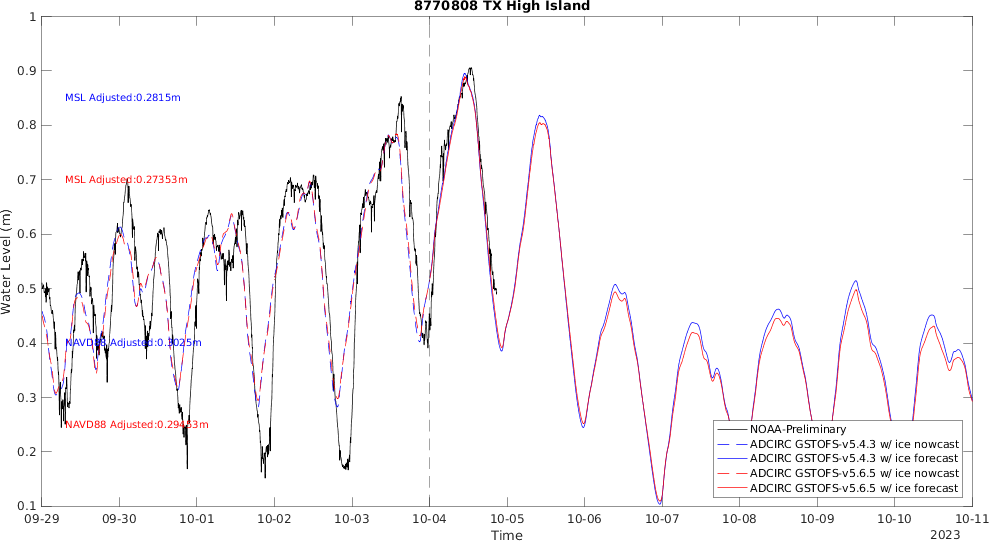 8770808 TX High Island
Water Level (m)
1
0.9
0.8
0.7
0.6
0.5
0.4
0.3
0.2
0.1
MSL Adjusted:0.2815m
MSL Adjusted:0.27353m
NAVD88 Adjusted:0.3025m
NAVD88 Adjusted:0.29453m
NOAA-Preliminary
ADCIRC GSTOFS-v5.4.3 w/ ice nowcast
ADCIRC GSTOFS-v5.4.3 w/ ice forecast
ADCIRC GSTOFS-v5.6.5 w/ ice nowcast
ADCIRC GSTOFS-v5.6.5 w/ ice forecast
09-29 09-30 10-01 10-02 10-03 10-04 10-05 10-06 10-07 10-08 10-09 10-10 10-11
Time
2023